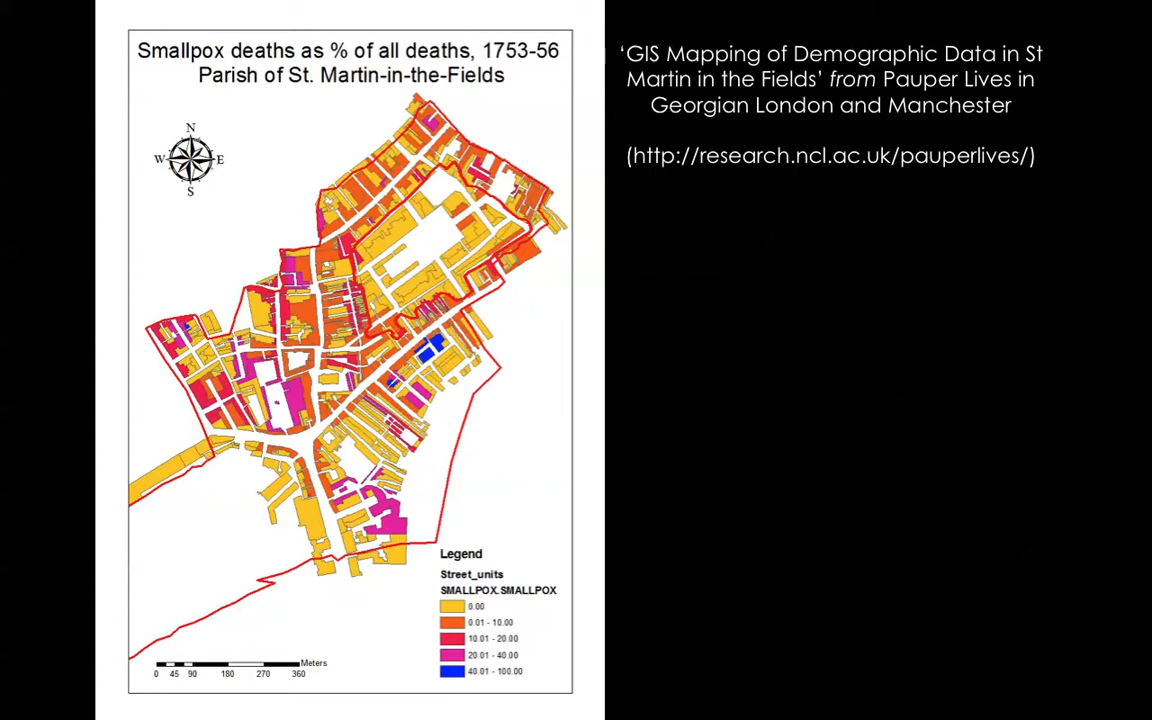 Smallpox deaths as % of all deaths, 1753-56
Parish of St. Martin-in-the-Fields
N
W
E
S
Legend
Street_units
SMALLPOX.SMALLPOX
0.00
0.01 - 10.00
10.01 - 20.00
20.01 - 40.00
40.01 - 100.00
Meters
0 45 90 180 270 360
‘GIS Mapping of Demographic Data in St
Martin in the Fields’ from Pauper Lives in
Georgian London and Manchester
(http://research.ncl.ac.uk/pauperlives/)